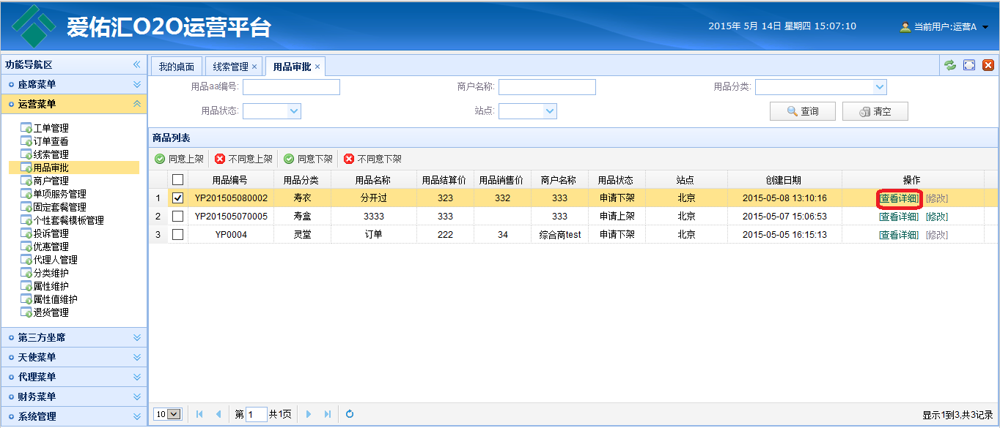 爱佑汇O2O运营平台
2015年 5月 14日 星期四 15:07:10
当前用户:运营A
功能导航区
座席菜单
运营菜单
工单管理
订单查看
线索管理
用品审批
商户管理
单项服务管理
固定套餐管理
个性套餐模板管理
投诉管理
优惠管理
代理人管理
分类维护
属性维护
属性值维护
退货管理
第三方坐席
天使菜单
代理菜单
财务菜单
系统管理
我的桌面 线索管理 × 用品审批 ×
用品aa编号: 商户名称: 用品分类:
用品状态: 站点: 查询 清空
商品列表
同意上架 不同意上架 同意下架 不同意下架
用品编号 用品分类 用品名称 用品结算价 用品销售价 商户名称 用品状态 站点 创建日期 操作
1 YP201505080002 寿衣 分开过 323 332 333 申请下架 北京 2015-05-08 13:10:16 [查看详细] [修改]
2 YP201505070005 寿盒 3333 333 333 申请上架 北京 2015-05-07 15:06:53 [查看详细] [修改]
3 YP0004 灵堂 订单 222 34 综合商test 申请下架 北京 2015-05-05 16:15:13 [查看详细] [修改]
10 第 1 共1页 显示1到3,共3记录